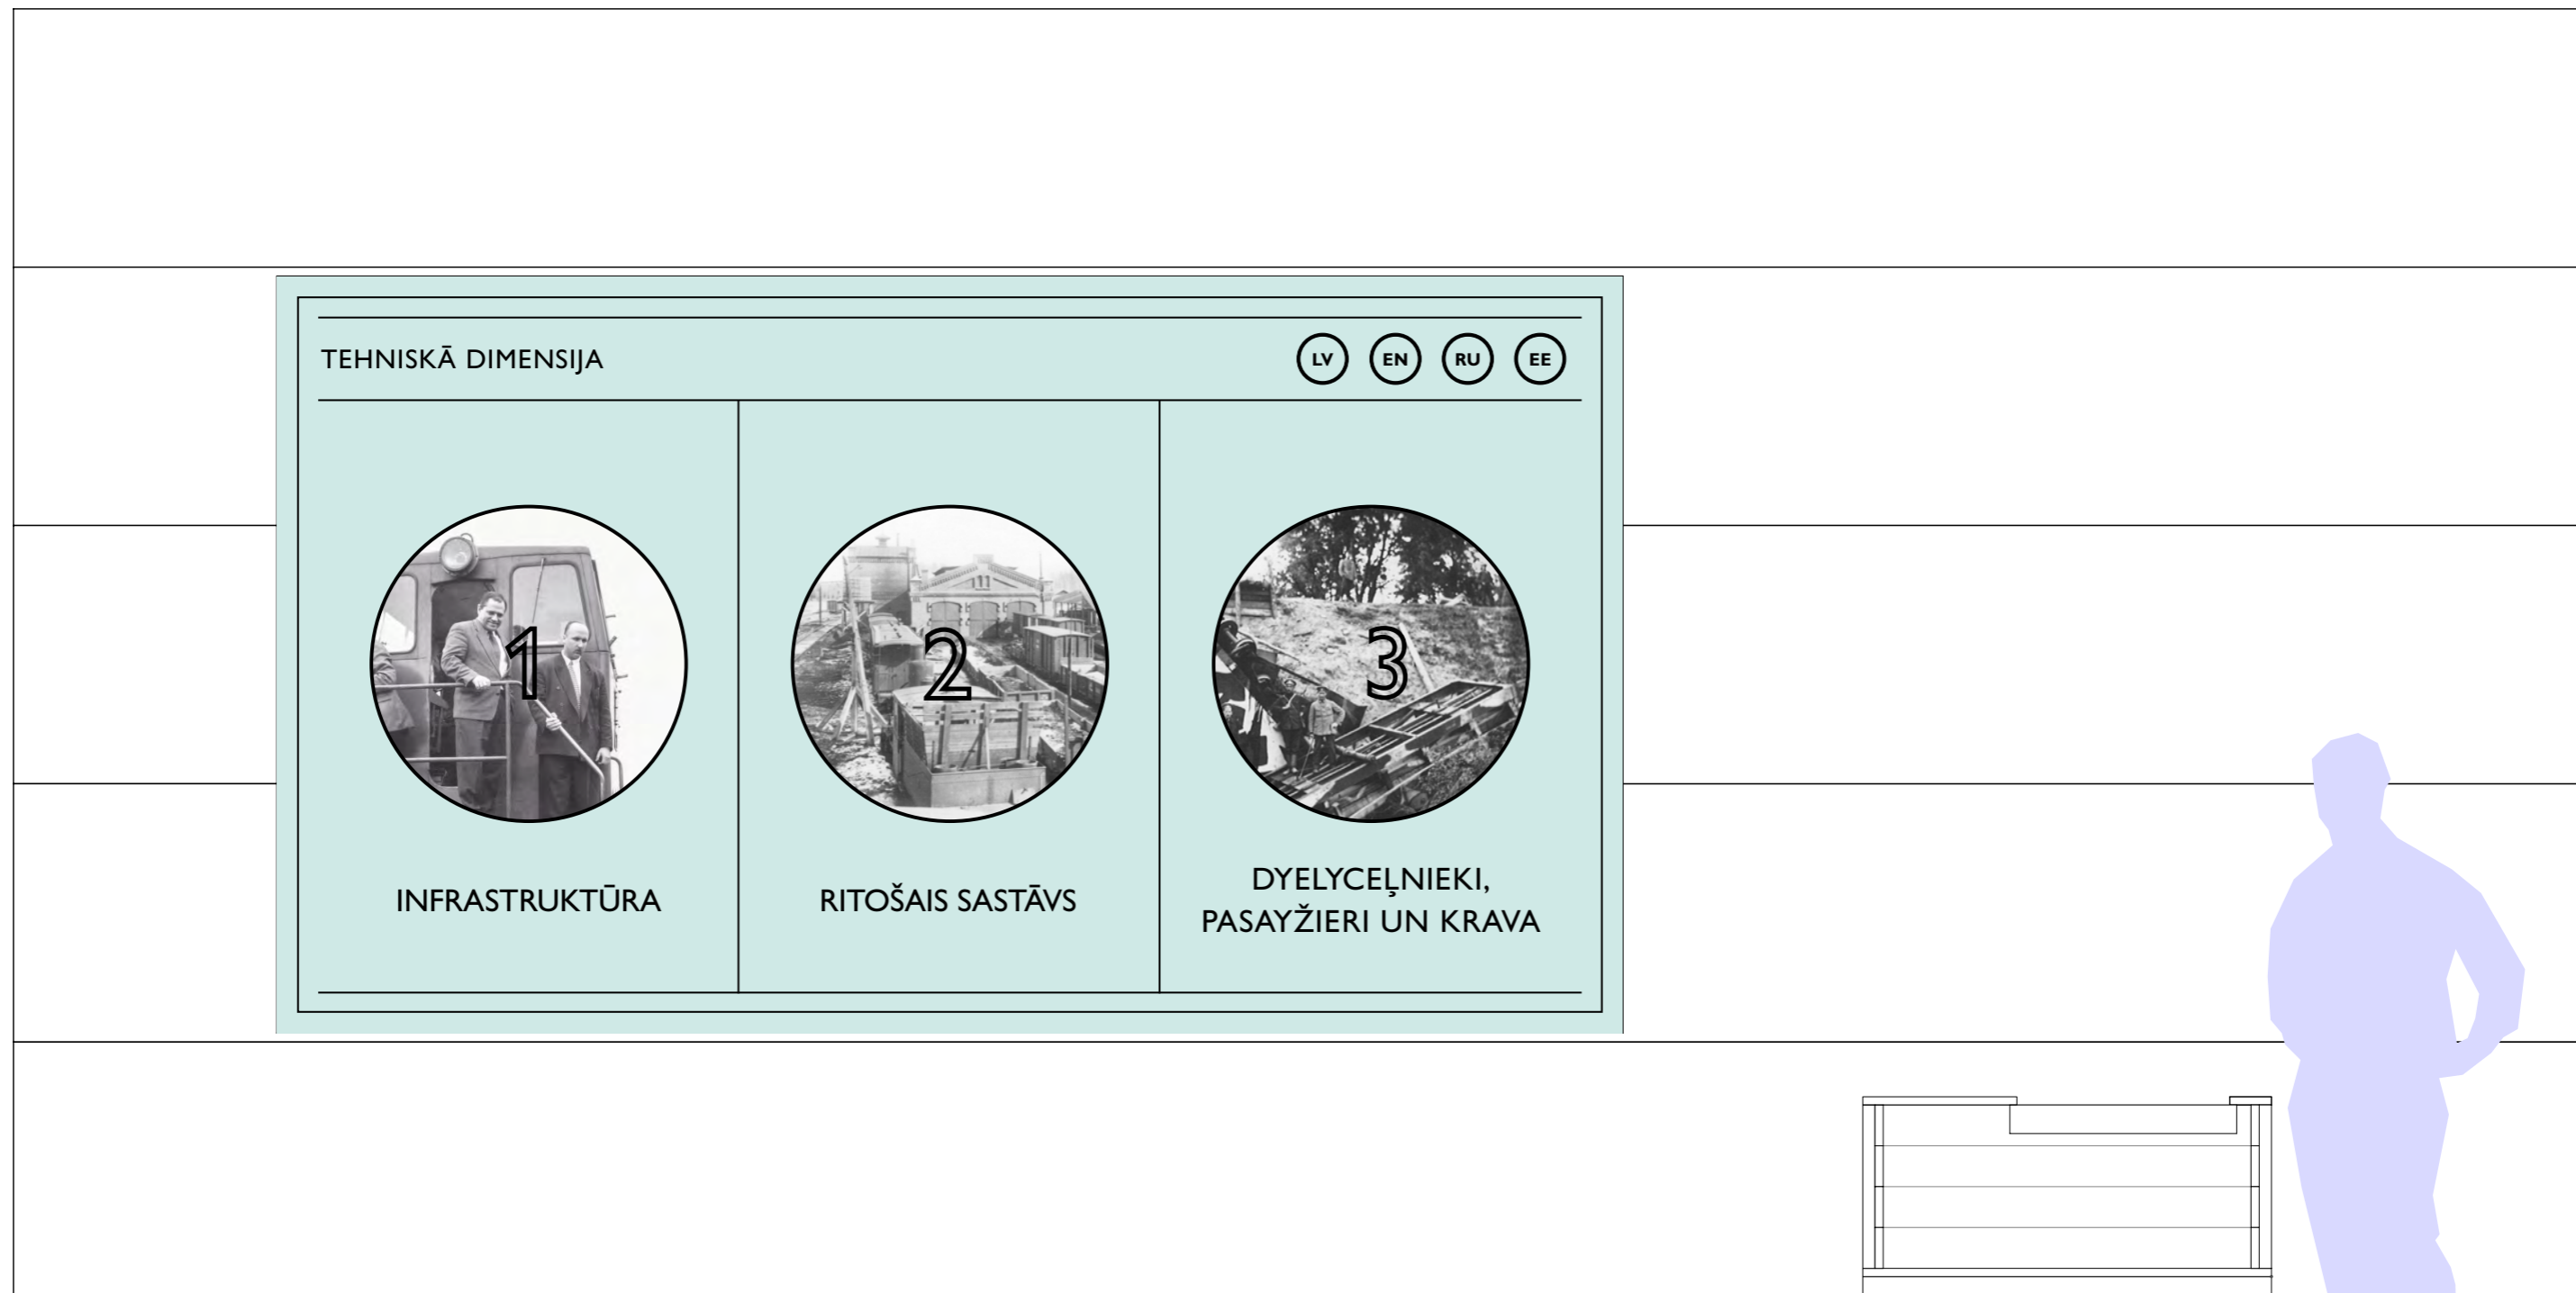 TEHNISKĀ DIMENSIJA
LV EN RU EE
1
2
3
INFRASTRUKTŪRA
RITOŠAIS SASTĀVS
DYELYCEĻNIEKI,
PASAYŽIERI UN KRAVA